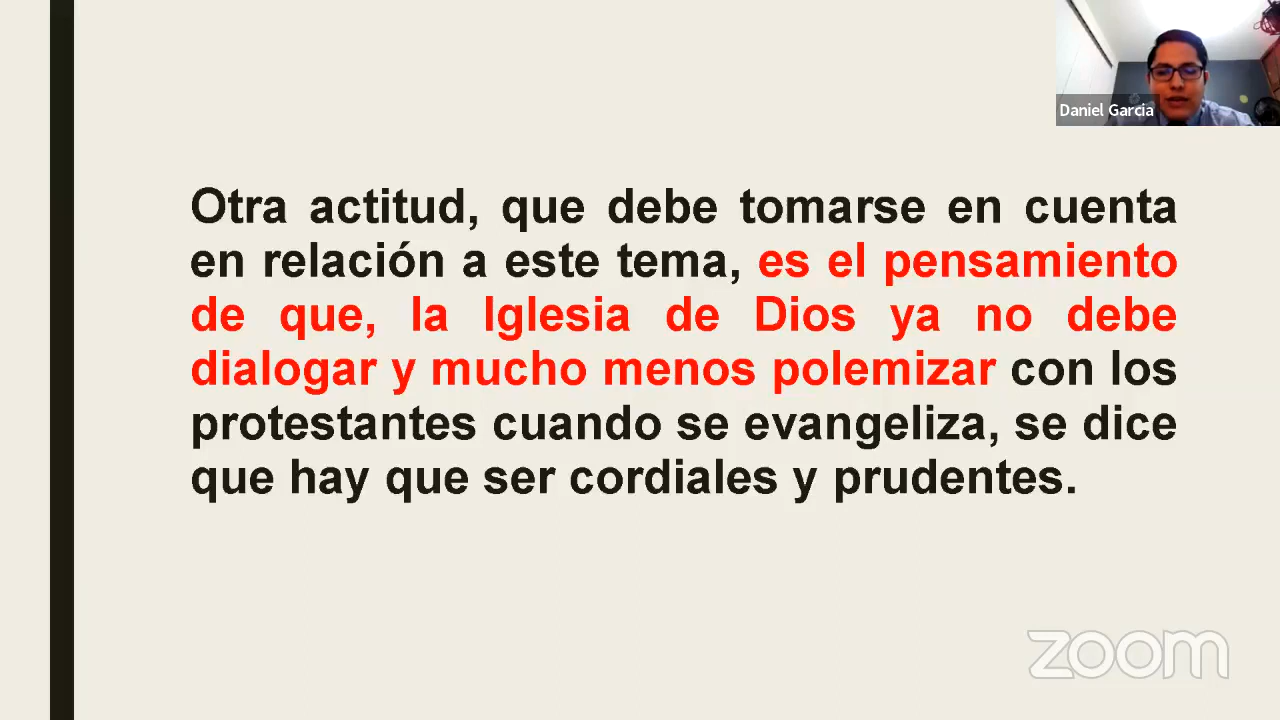 Daniel Garcia
Otra actitud, que debe tomarse en cuenta
en relación a este tema, es el pensamiento
de que, la Iglesia de Dios ya no debe
dialogar y mucho menos polemizar con los
protestantes cuando se evangeliza, se dice
que hay que ser cordiales y prudentes.
zoom